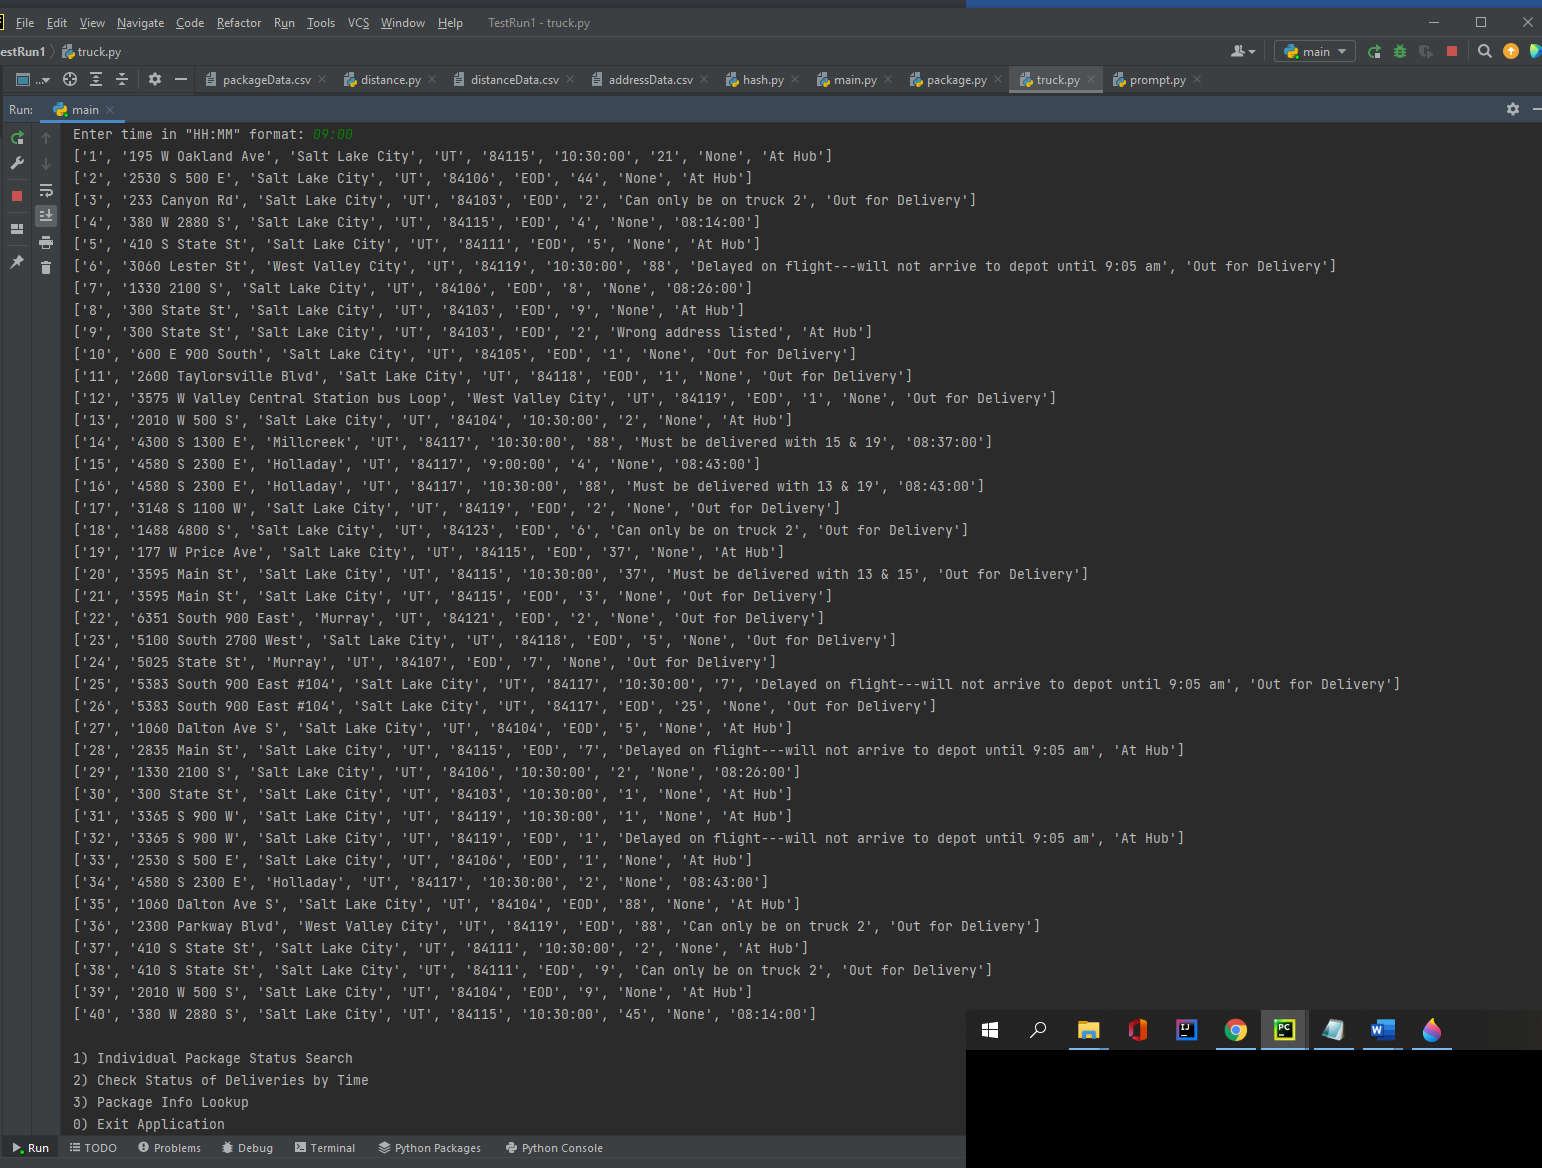 File Edit View Navigate Code Refactor Run Tools VCS Window Help TestRun1 - truck.py
estRun1 truck.py main
... packageData.csv distance.py distanceData.csv addressData.csv hash.py main.py package.py truck.py prompt.py
Run: main
Enter time in "HH:MM" format: 09:00
['1', '195 W Oakland Ave', 'Salt Lake City', 'UT', '84115', '10:30:00', '21', 'None', 'At Hub']
['2', '2530 S 500 E', 'Salt Lake City', 'UT', '84106', 'EOD', '44', 'None', 'At Hub']
['3', '233 Canyon Rd', 'Salt Lake City', 'UT', '84103', 'EOD', '2', 'Can only be on truck 2', 'Out for Delivery']
['4', '380 W 2880 S', 'Salt Lake City', 'UT', '84115', 'EOD', '4', 'None', '08:14:00']
['5', '410 S State St', 'Salt Lake City', 'UT', '84111', 'EOD', '5', 'None', 'At Hub']
['6', '3060 Lester St', 'West Valley City', 'UT', '84119', '10:30:00', '88', 'Delayed on flight---will not arrive to depot until 9:05 am', 'Out for Delivery']
['7', '1330 2100 S', 'Salt Lake City', 'UT', '84106', 'EOD', '8', 'None', '08:26:00']
['8', '300 State St', 'Salt Lake City', 'UT', '84103', 'EOD', '9', 'None', 'At Hub']
['9', '300 State St', 'Salt Lake City', 'UT', '84103', 'EOD', '2', 'Wrong address listed', 'At Hub']
['10', '600 E 900 South', 'Salt Lake City', 'UT', '84105', 'EOD', '1', 'None', 'Out for Delivery']
['11', '2600 Taylorsville Blvd', 'Salt Lake City', 'UT', '84118', 'EOD', '1', 'None', 'Out for Delivery']
['12', '3575 W Valley Central Station bus Loop', 'West Valley City', 'UT', '84119', 'EOD', '1', 'None', 'Out for Delivery']
['13', '2010 W 500 S', 'Salt Lake City', 'UT', '84104', '10:30:00', '2', 'None', 'At Hub']
['14', '4300 S 1300 E', 'Millcreek', 'UT', '84117', '10:30:00', '88', 'Must be delivered with 15 & 19', '08:37:00']
['15', '4580 S 2300 E', 'Holladay', 'UT', '84117', '9:00:00', '4', 'None', '08:43:00']
['16', '4580 S 2300 E', 'Holladay', 'UT', '84117', '10:30:00', '88', 'Must be delivered with 13 & 19', '08:43:00']
['17', '3148 S 1100 W', 'Salt Lake City', 'UT', '84119', 'EOD', '2', 'None', 'Out for Delivery']
['18', '1488 4800 S', 'Salt Lake City', 'UT', '84123', 'EOD', '6', 'Can only be on truck 2', 'Out for Delivery']
['19', '177 W Price Ave', 'Salt Lake City', 'UT', '84115', 'EOD', '37', 'None', 'At Hub']
['20', '3595 Main St', 'Salt Lake City', 'UT', '84115', '10:30:00', '37', 'Must be delivered with 13 & 15', 'Out for Delivery']
['21', '3595 Main St', 'Salt Lake City', 'UT', '84115', 'EOD', '3', 'None', 'Out for Delivery']
['22', '6351 South 900 East', 'Murray', 'UT', '84121', 'EOD', '2', 'None', 'Out for Delivery']
['23', '5100 South 2700 West', 'Salt Lake City', 'UT', '84118', 'EOD', '5', 'None', 'Out for Delivery']
['24', '5025 State St', 'Murray', 'UT', '84107', 'EOD', '7', 'None', 'Out for Delivery']
['25', '5383 South 900 East #104', 'Salt Lake City', 'UT', '84117', '10:30:00', '7', 'Delayed on flight---will not arrive to depot until 9:05 am', 'Out for Delivery']
['26', '5383 South 900 East #104', 'Salt Lake City', 'UT', '84117', 'EOD', '25', 'None', 'Out for Delivery']
['27', '1060 Dalton Ave S', 'Salt Lake City', 'UT', '84104', 'EOD', '5', 'None', 'At Hub']
['28', '2835 Main St', 'Salt Lake City', 'UT', '84115', 'EOD', '7', 'Delayed on flight---will not arrive to depot until 9:05 am', 'At Hub']
['29', '1330 2100 S', 'Salt Lake City', 'UT', '84106', '10:30:00', '2', 'None', '08:26:00']
['30', '300 State St', 'Salt Lake City', 'UT', '84103', '10:30:00', '1', 'None', 'At Hub']
['31', '3365 S 900 W', 'Salt Lake City', 'UT', '84119', '10:30:00', '1', 'None', 'At Hub']
['32', '3365 S 900 W', 'Salt Lake City', 'UT', '84119', 'EOD', '1', 'Delayed on flight---will not arrive to depot until 9:05 am', 'At Hub']
['33', '2530 S 500 E', 'Salt Lake City', 'UT', '84106', 'EOD', '1', 'None', 'At Hub']
['34', '4580 S 2300 E', 'Holladay', 'UT', '84117', '10:30:00', '2', 'None', '08:43:00']
['35', '1060 Dalton Ave S', 'Salt Lake City', 'UT', '84104', 'EOD', '88', 'None', 'At Hub']
['36', '2300 Parkway Blvd', 'West Valley City', 'UT', '84119', 'EOD', '88', 'Can only be on truck 2', 'Out for Delivery']
['37', '410 S State St', 'Salt Lake City', 'UT', '84111', '10:30:00', '2', 'None', 'At Hub']
['38', '410 S State St', 'Salt Lake City', 'UT', '84111', 'EOD', '9', 'Can only be on truck 2', 'Out for Delivery']
['39', '2010 W 500 S', 'Salt Lake City', 'UT', '84104', 'EOD', '9', 'None', 'At Hub']
['40', '380 W 2880 S', 'Salt Lake City', 'UT', '84115', '10:30:00', '45', 'None', '08:14:00']
1) Individual Package Status Search
2) Check Status of Deliveries by Time
3) Package Info Lookup
0) Exit Application
Run TODO Problems Debug Terminal Python Packages Python Console